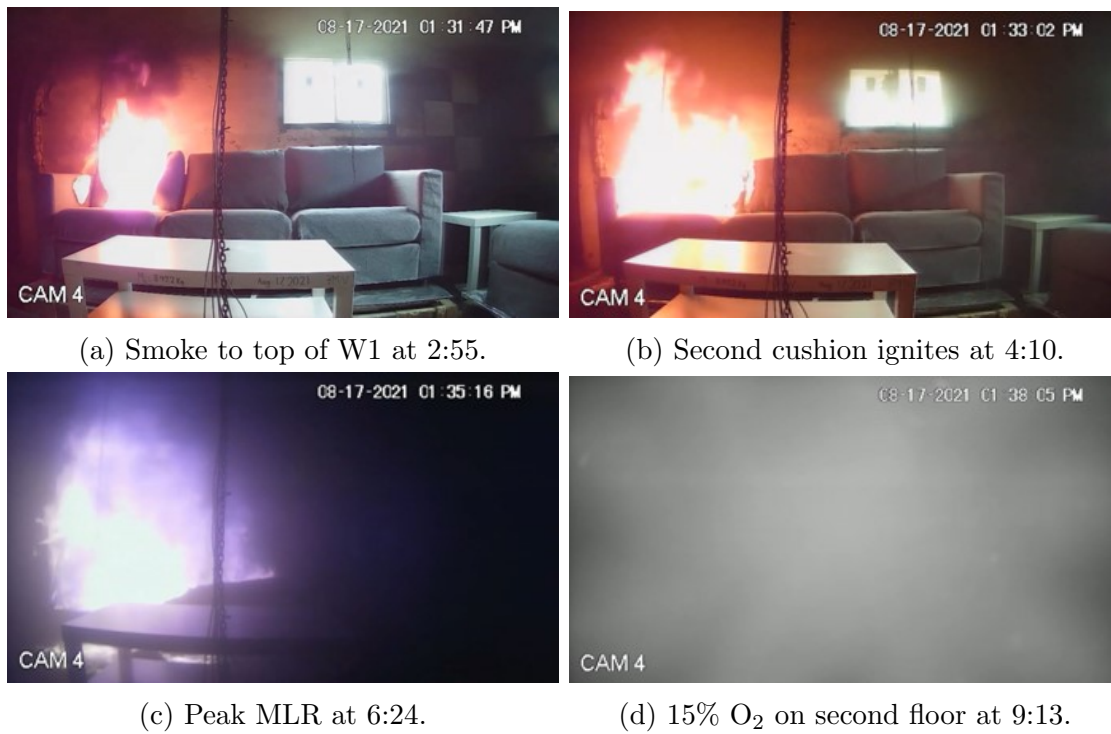 08-17-2021 01:31:47 PM
CAM 4
08-17-2021 01:33:02 PM
CAM 4
(a) Smoke to top of W1 at 2:55.
(b) Second cushion ignites at 4:10.
08-17-2021 01:35:16 PM
CAM 4
08-17-2021 01:38:05 PM
CAM 4
(c) Peak MLR at 6:24.
(d) 15% O₂ on second floor at 9:13.